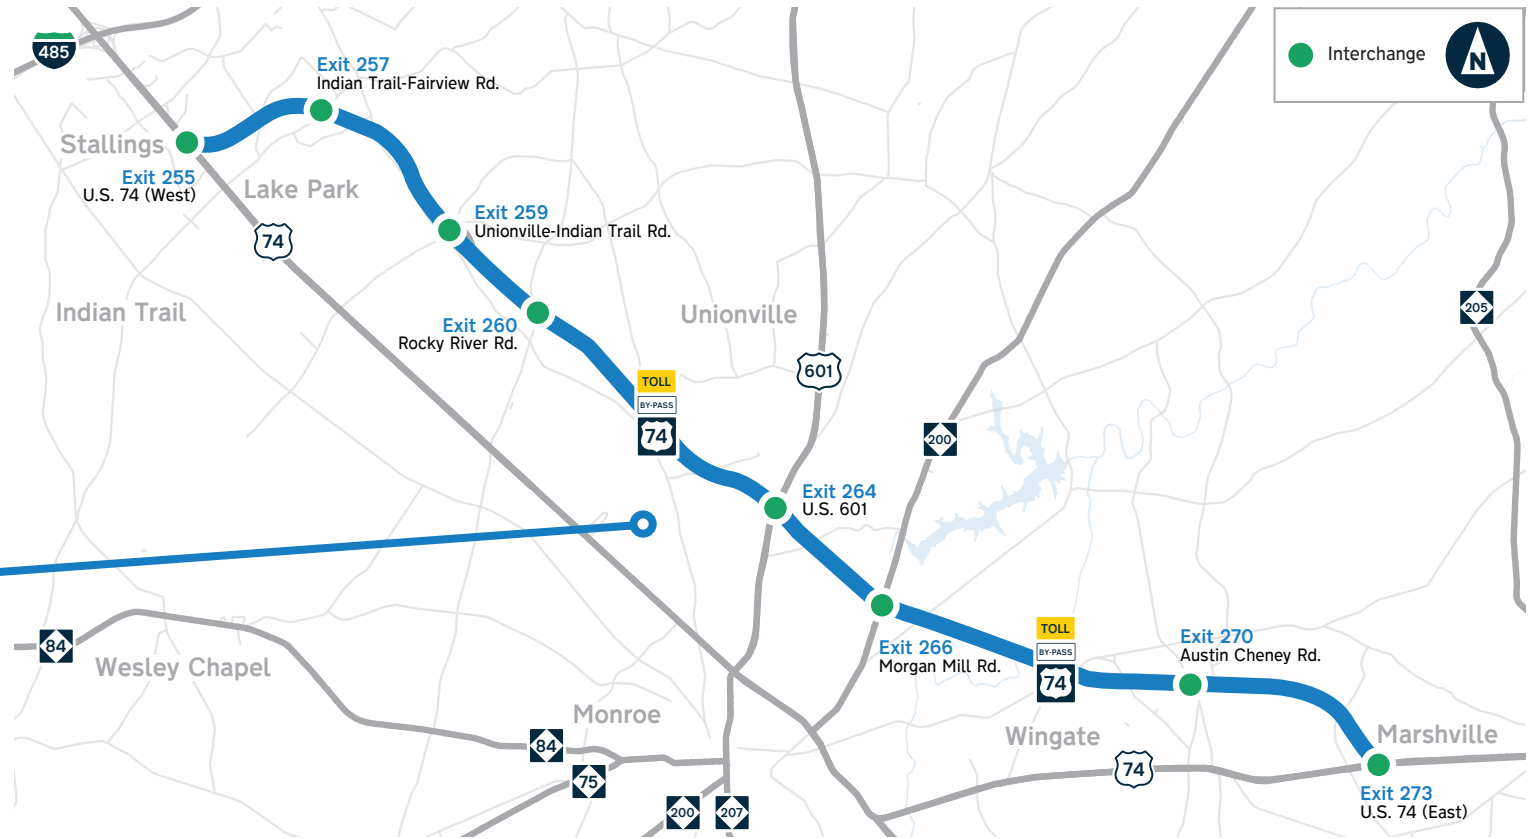 485
Interchange
N
Exit 257
Indian Trail-Fairview Rd.
Stallings
Exit 255
U.S. 74 (West)
Lake Park
74
Exit 259
Unionville-Indian Trail Rd.
Indian Trail
Unionville
205
Exit 260
Rocky River Rd.
601
TOLL
BY-PASS
74
200
Exit 264
U.S. 601
84
Wesley Chapel
Exit 266
Morgan Mill Rd.
TOLL
BY-PASS
74
Exit 270
Austin Cheney Rd.
Monroe
84
75
200
207
Wingate
74
Marshville
Exit 273
U.S. 74 (East)